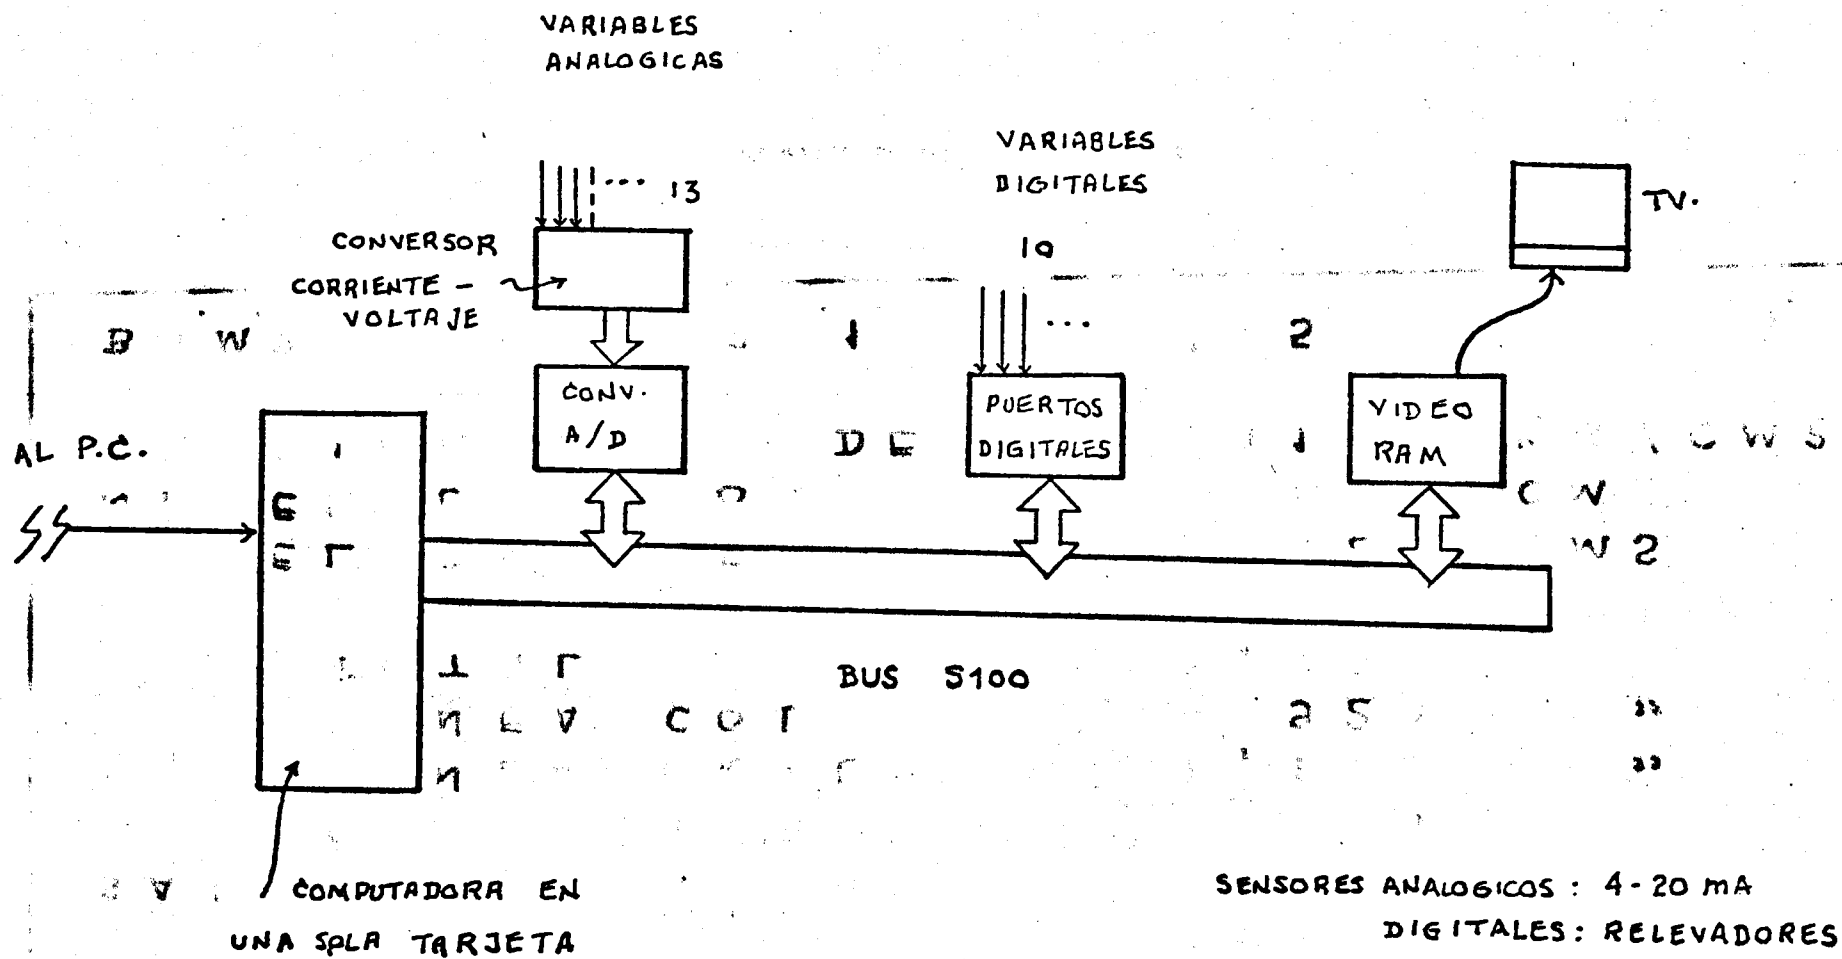 VARIABLES
ANALOGICAS
VARIABLES
DIGITALES
... 13
TV.
CONVERSOR
CORRIENTE -
VOLTAJE
10
...
CONV.
A/D
PUERTOS
DIGITALES
VIDEO
RAM
AL P.C.
BUS S100
COMPUTADORA EN
UNA SOLA TARJETA
SENSORES ANALOGICOS : 4-20 mA
DIGITALES: RELEVADORES